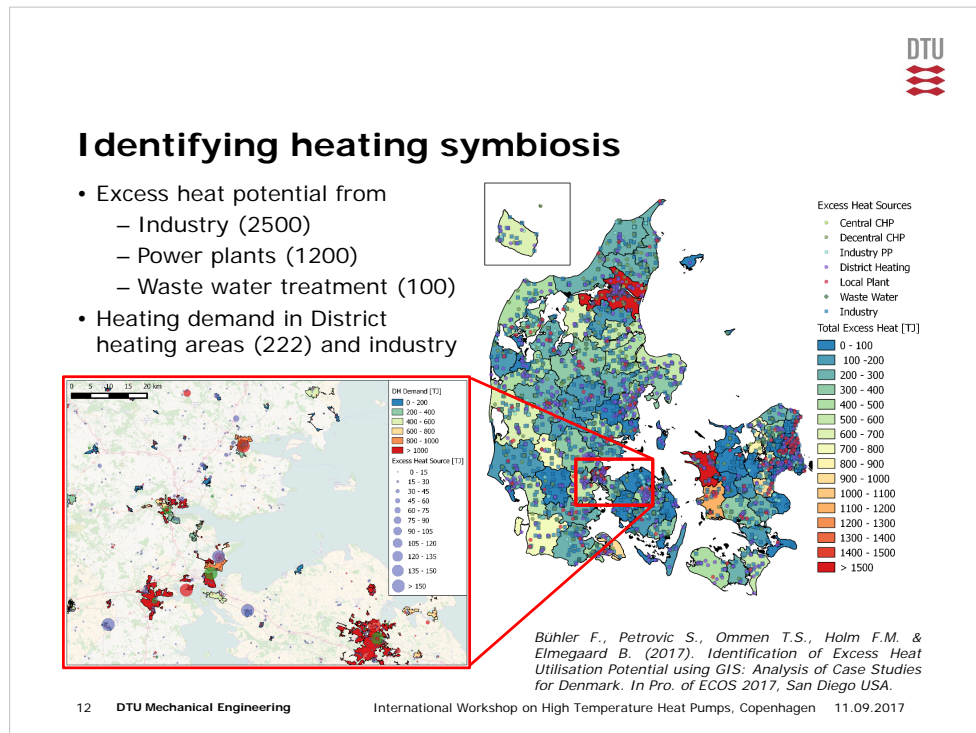 DTU
Identifying heating symbiosis
• Excess heat potential from
– Industry (2500)
– Power plants (1200)
– Waste water treatment (100)
• Heating demand in District
heating areas (222) and industry
Excess Heat Sources
Central CHP
Decentral CHP
Industry PP
District Heating
Local Plant
Waste Water
Industry
Total Excess Heat [TJ]
0 - 100
100 -200
200 - 300
300 - 400
400 - 500
500 - 600
600 - 700
700 - 800
800 - 900
900 - 1000
1000 - 1100
1100 - 1200
1200 - 1300
1300 - 1400
1400 - 1500
> 1500
0 5 10 15 20 km
DM Demand [TJ]
0 - 200
200 - 400
400 - 600
600 - 800
800 - 1000
> 1000
Excess Heat Source [TJ]
0 - 15
15 - 30
30 - 45
45 - 60
60 - 75
75 - 90
90 - 105
105 - 120
120 - 135
135 - 150
> 150
Bühler F., Petrovic S., Ommen T.S., Holm F.M. &
Elmegaard B. (2017). Identification of Excess Heat
Utilisation Potential using GIS: Analysis of Case Studies
for Denmark. In Pro. of ECOS 2017, San Diego USA.
12 DTU Mechanical Engineering International Workshop on High Temperature Heat Pumps, Copenhagen 11.09.2017